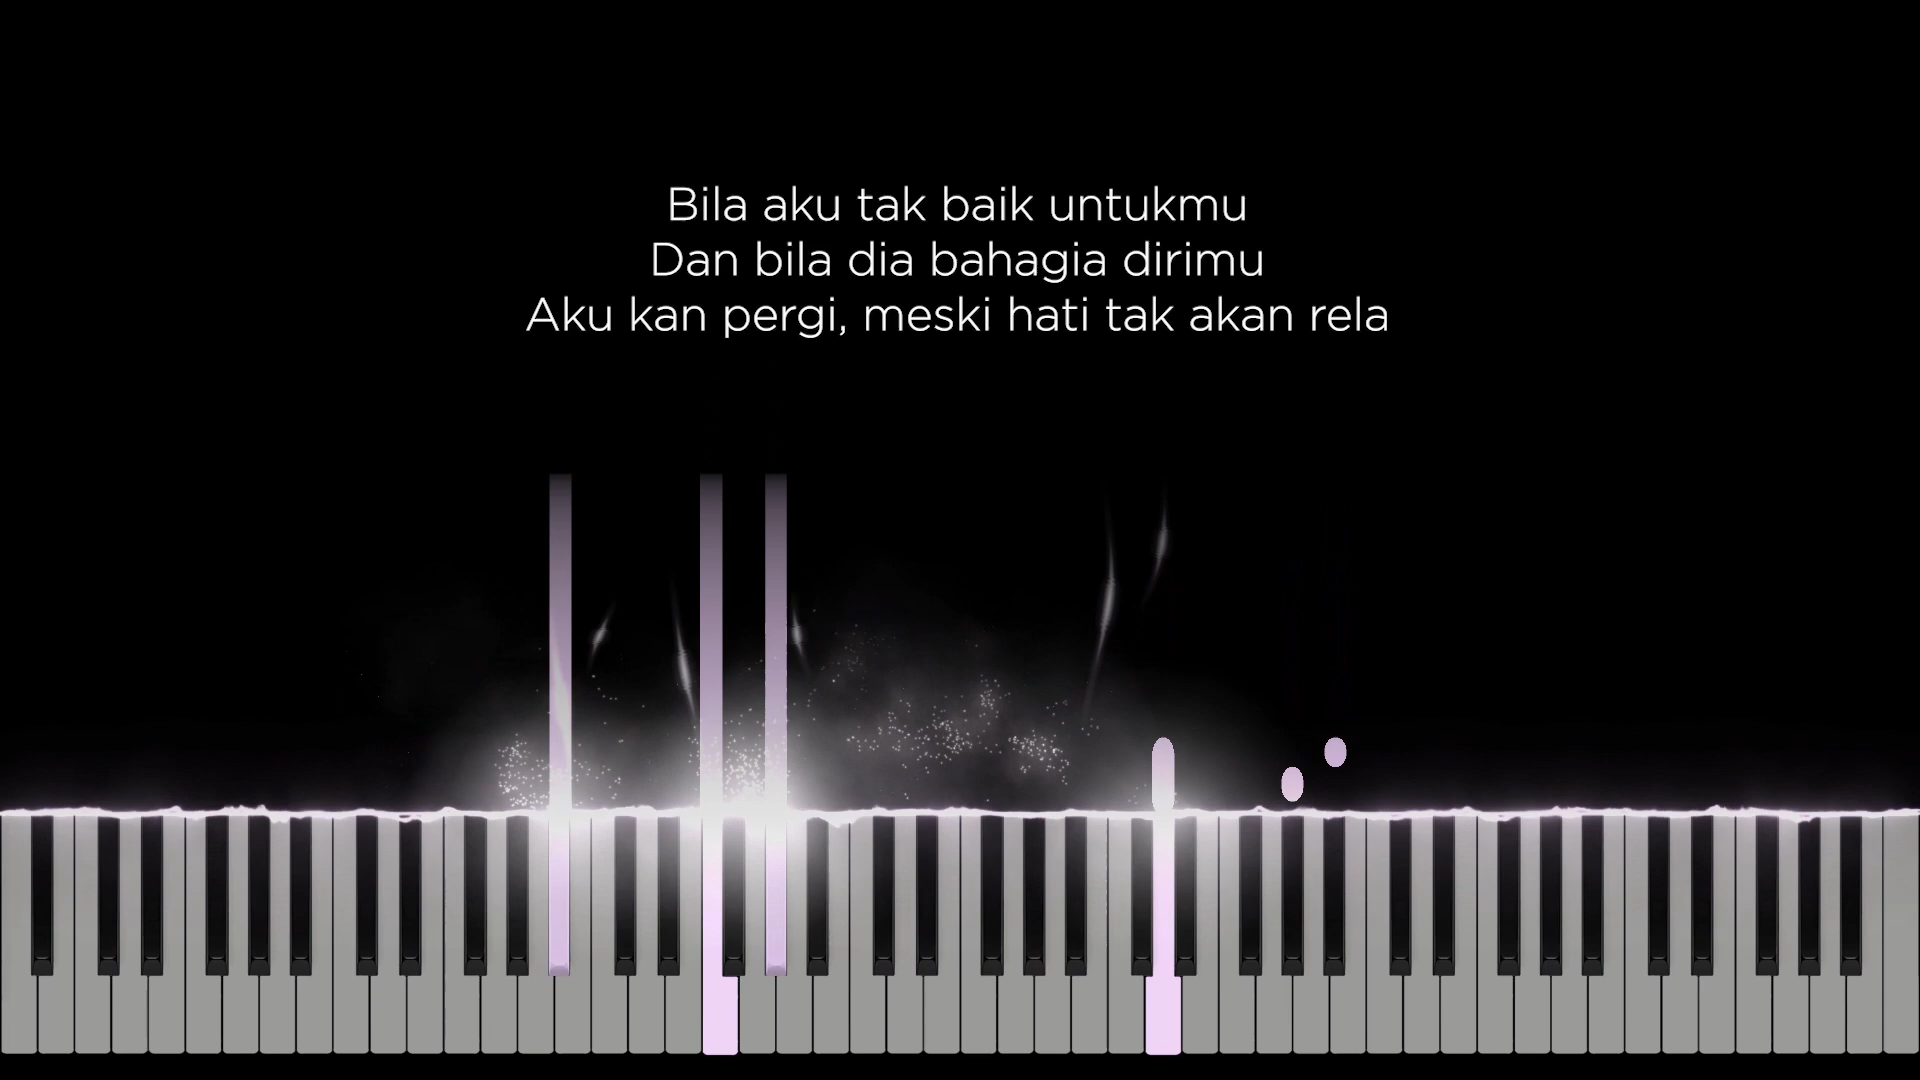 Bila aku tak baik untukmu
Dan bila dia bahagia dirimu
Aku kan pergi, meski hati tak akan rela